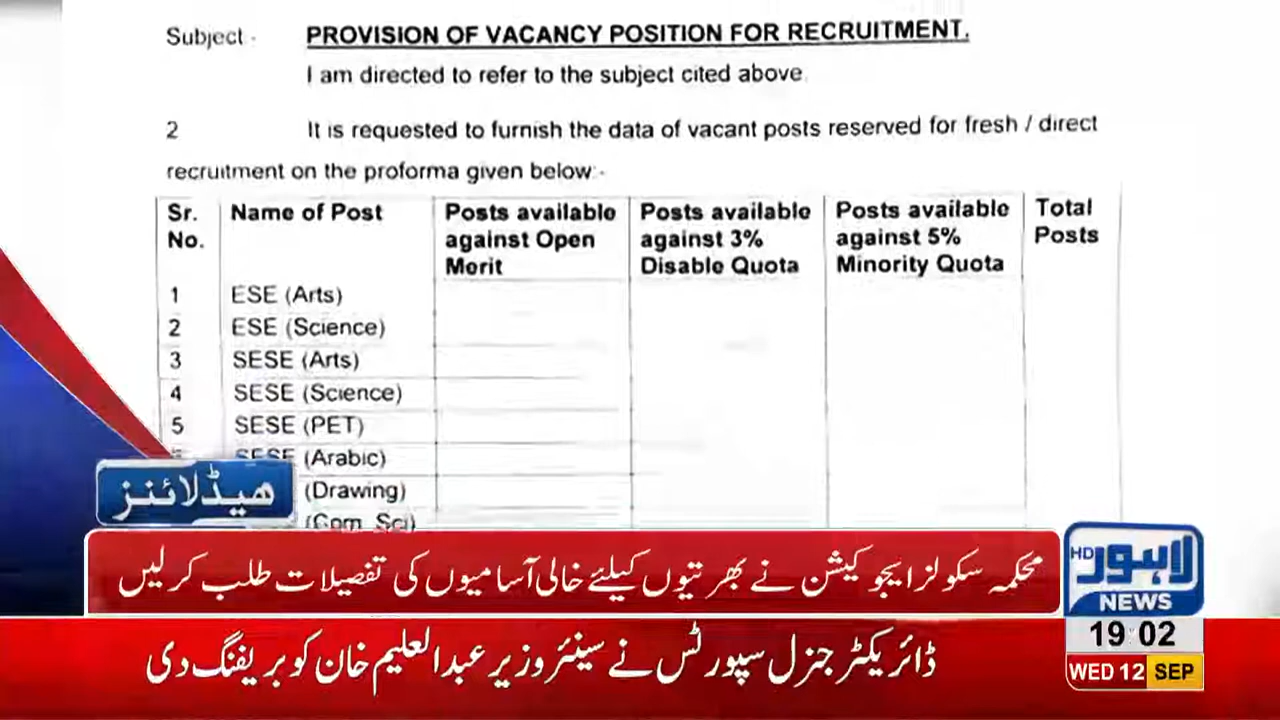 Subject -
PROVISION OF VACANCY POSITION FOR RECRUITMENT.
I am directed to refer to the subject cited above
2 It is requested to furnish the data of vacant posts reserved for fresh / direct
recruitment on the proforma given below:-
Sr. No. Name of Post Posts available against Open Merit Posts available against 3% Disable Quota Posts available against 5% Minority Quota Total Posts
1 ESE (Arts)
2 ESE (Science)
3 SESE (Arts)
4 SESE (Science)
5 SESE (PET)
SESE (Arabic)
(Drawing)
(Com Sci)
ہیڈلائنز
محکمہ سکولز ایجوکیشن نے بھرتیوں کیلئے خالی آسامیوں کی تفصیلات طلب کر لیں
ڈائریکٹر جنرل سپورٹس نے سینئر وزیر عبدالعلیم خان کو بریفنگ دی
HD
لاہور
NEWS
19:02
WED 12 SEP